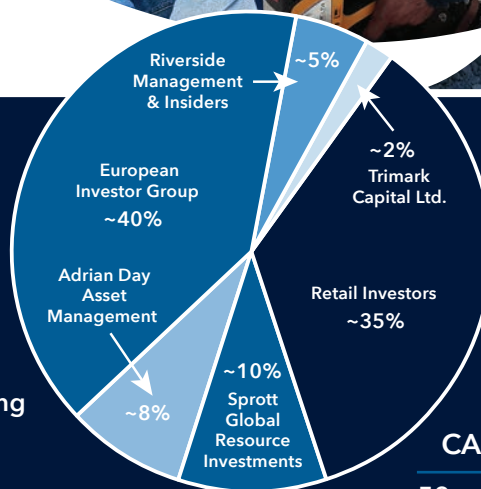 Riverside
Management
& Insiders
~5%
~2%
Trimark
Capital Ltd.
European
Investor Group
~40%
Adrian Day
Asset
Management
~8%
Retail Investors
~35%
~10%
Sprott
Global
Resource
Investments
ng
CA